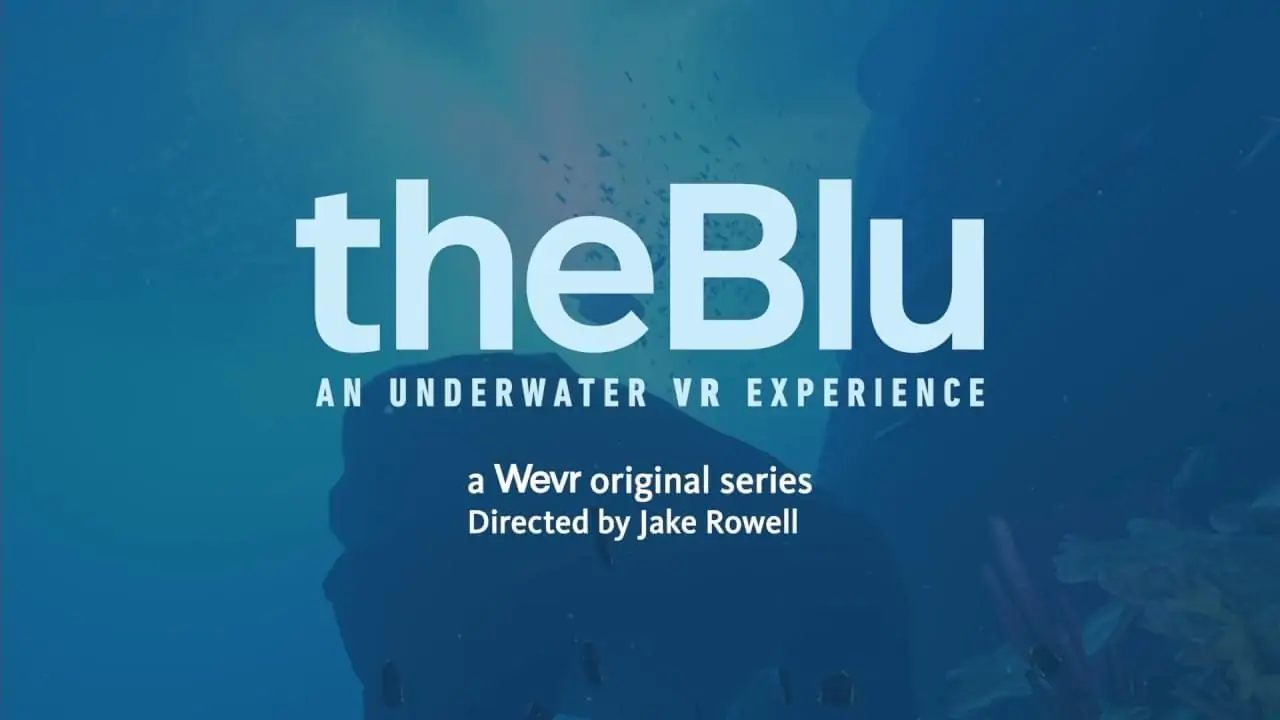 theBlu
AN UNDERWATER VR EXPERIENCE
a Wevr original series
Directed by Jake Rowell